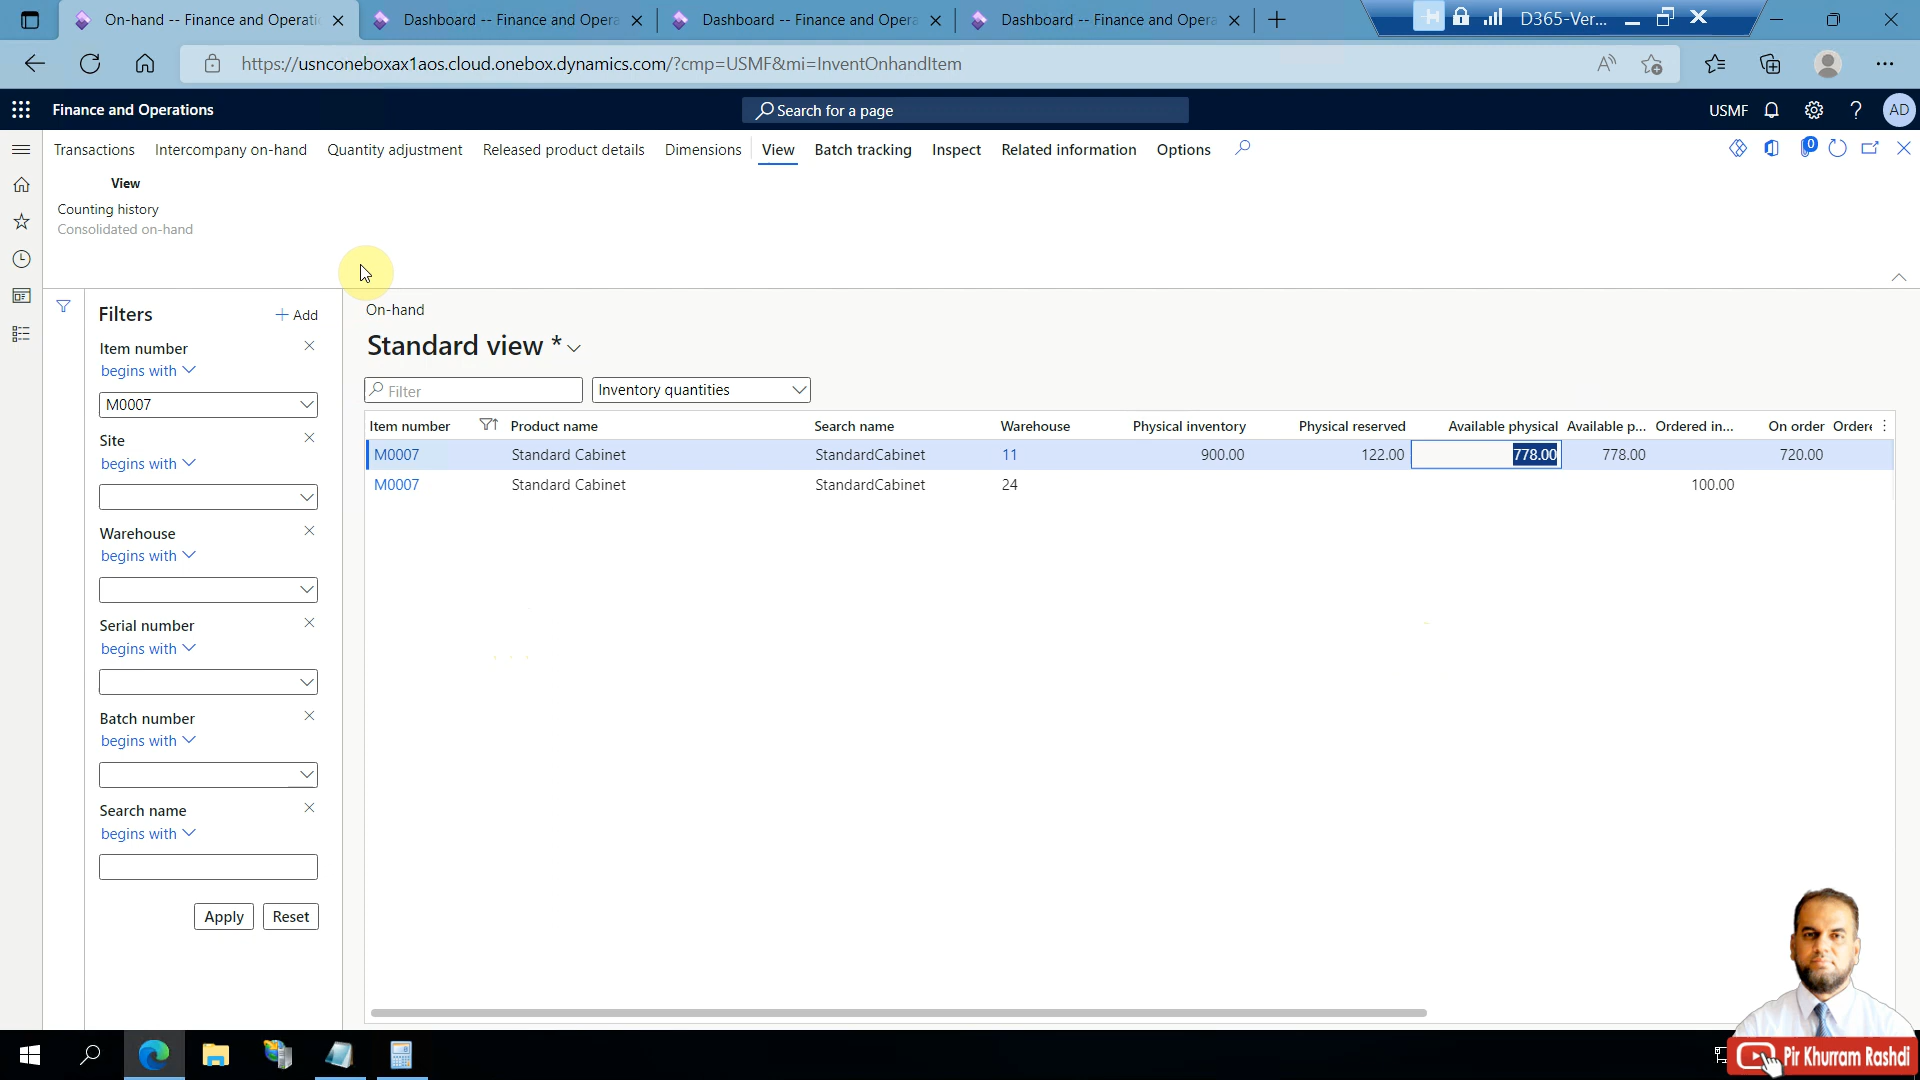 On-hand -- Finance and Operati
Dashboard -- Finance and Opera
Dashboard -- Finance and Opera
Dashboard -- Finance and Opera
D365-Ver...
https://usnconeboxax1aos.cloud.onebox.dynamics.com/?cmp=USMF&mi=InventOnhandItem
Finance and Operations
Search for a page
USMF
AD
Transactions Intercompany on-hand Quantity adjustment Released product details Dimensions View Batch tracking Inspect Related information Options
0
View
Counting history
Consolidated on-hand
Filters
Add
Item number
begins with
M0007
Site
begins with
Warehouse
begins with
Serial number
begins with
Batch number
begins with
Search name
begins with
Apply Reset
On-hand
Standard view *
Filter
Inventory quantities
Item number Product name Search name Warehouse Physical inventory Physical reserved Available physical Available p... Ordered in... On order Ordere
M0007 Standard Cabinet StandardCabinet 11 900.00 122.00 778.00 778.00 720.00
M0007 Standard Cabinet StandardCabinet 24 100.00
Pir Khurram Rashdi